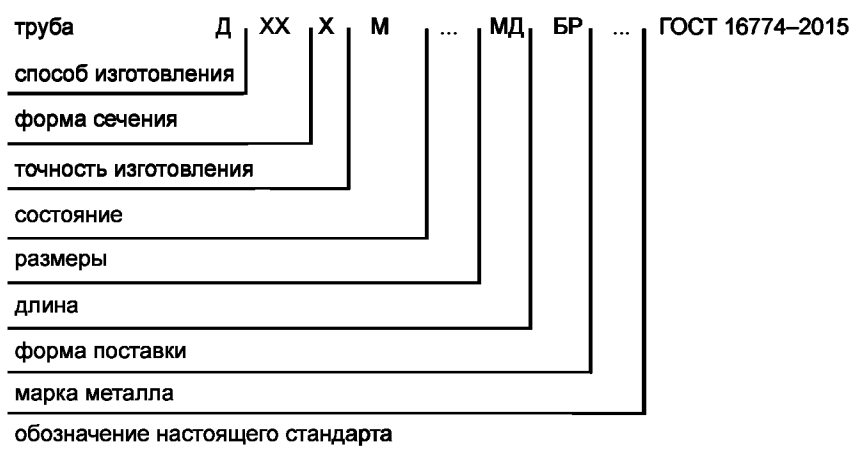 труба Д ХХ Х М ... МД БР ... ГОСТ 16774–2015
способ изготовления
форма сечения
точность изготовления
состояние
размеры
длина
форма поставки
марка металла
обозначение настоящего стандарта